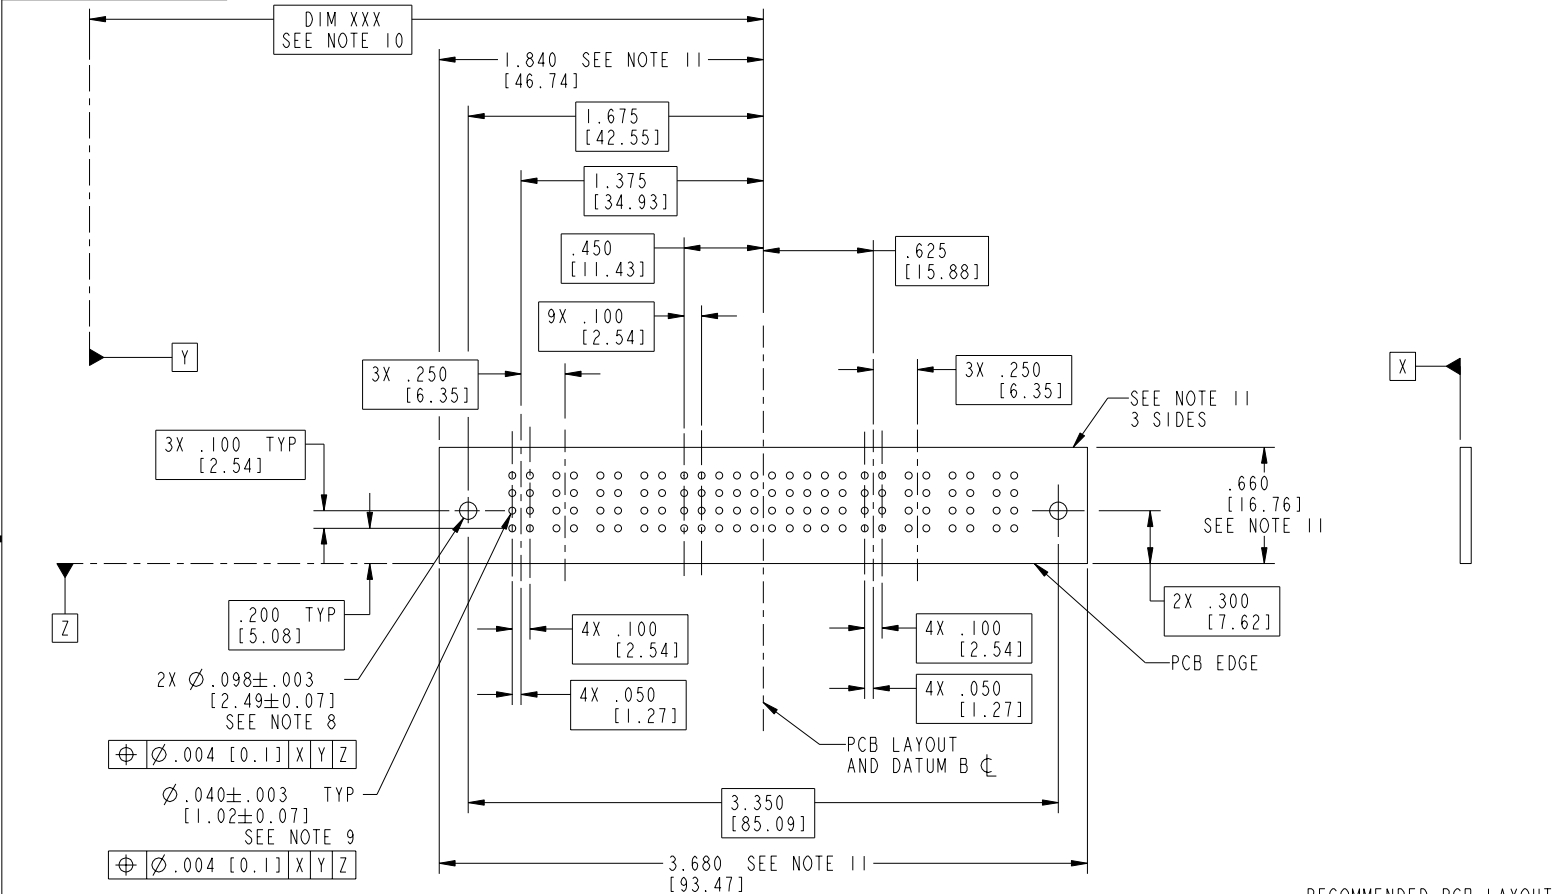 DIM XXX
SEE NOTE 10
1.840 SEE NOTE 11
[46.74]
1.675
[42.55]
1.375
[34.93]
.450
[11.43]
.625
[15.88]
9X .100
[2.54]
3X .250
[6.35]
3X .250
[6.35]
Y
X
SEE NOTE 11
3 SIDES
3X .100 TYP
[2.54]
.660
[16.76]
SEE NOTE 11
.200 TYP
[5.08]
Z
4X .100
[2.54]
4X .100
[2.54]
2X .300
[7.62]
PCB EDGE
2X Ø.098±.003
[2.49±0.07]
SEE NOTE 8
4X .050
[1.27]
4X .050
[1.27]
⌖ Ø.004 [0.1] X Y Z
PCB LAYOUT
AND DATUM B ℄
Ø.040±.003 TYP
[1.02±0.07]
SEE NOTE 9
3.350
[85.09]
⌖ Ø.004 [0.1] X Y Z
3.680 SEE NOTE 11
[93.47]
RECOMMENDED PCB LAYOUT